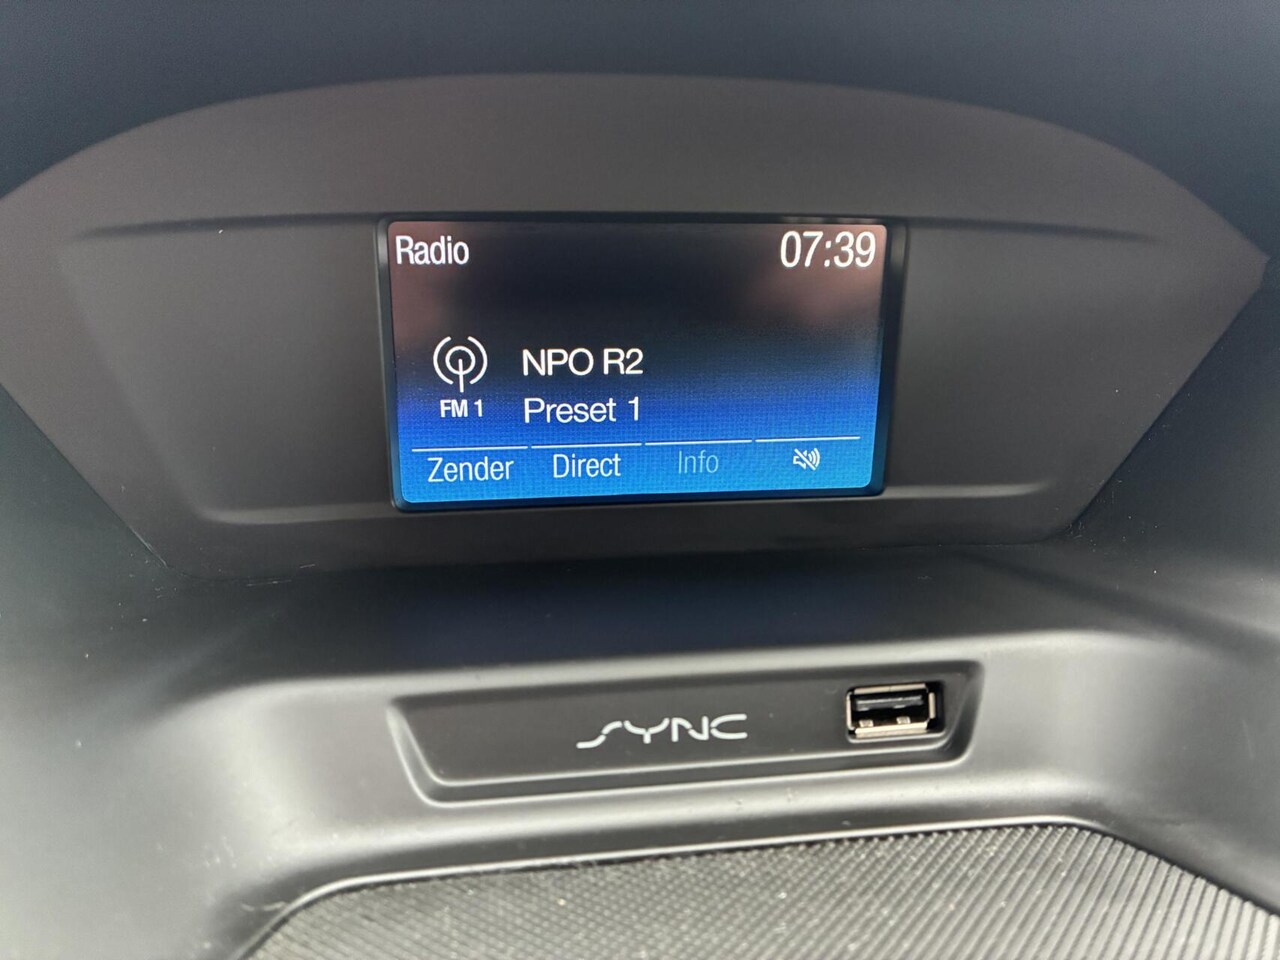 Radio 07:39
NPO R2
FM 1 Preset 1
Zender Direct Info
SYNC